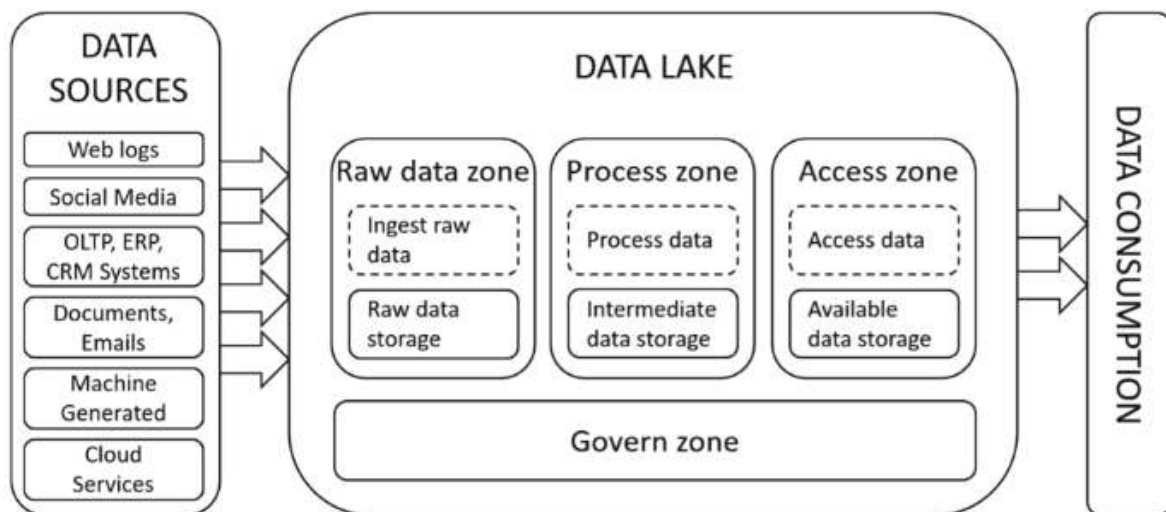 DATA
SOURCES
Web logs
Social Media
OLTP, ERP,
CRM Systems
Documents,
Emails
Machine
Generated
Cloud
Services
DATA LAKE
Raw data zone
Ingest raw
data
Raw data
storage
Process zone
Process data
Intermediate
data storage
Access zone
Access data
Available
data storage
Govern zone
DATA CONSUMPTION